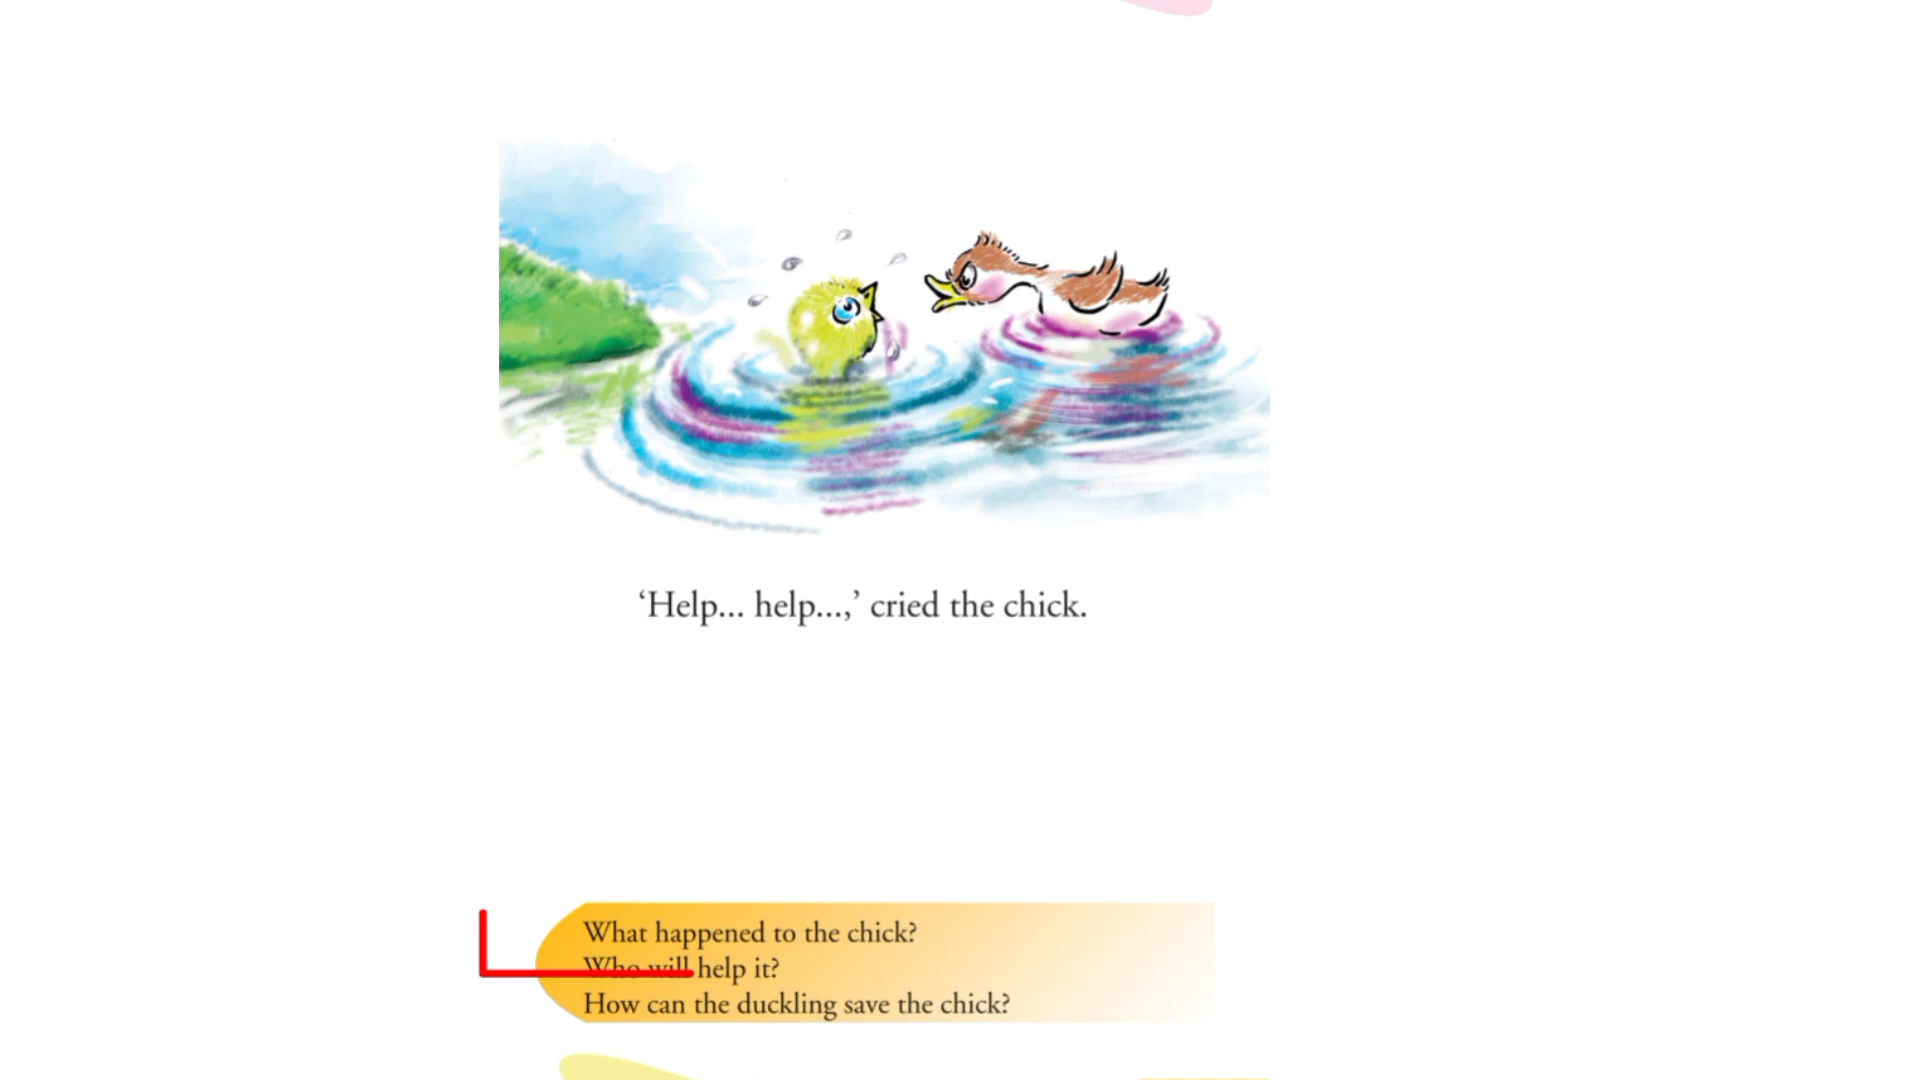 ‘Help... help...,’ cried the chick.
What happened to the chick?
Who will help it?
How can the duckling save the chick?